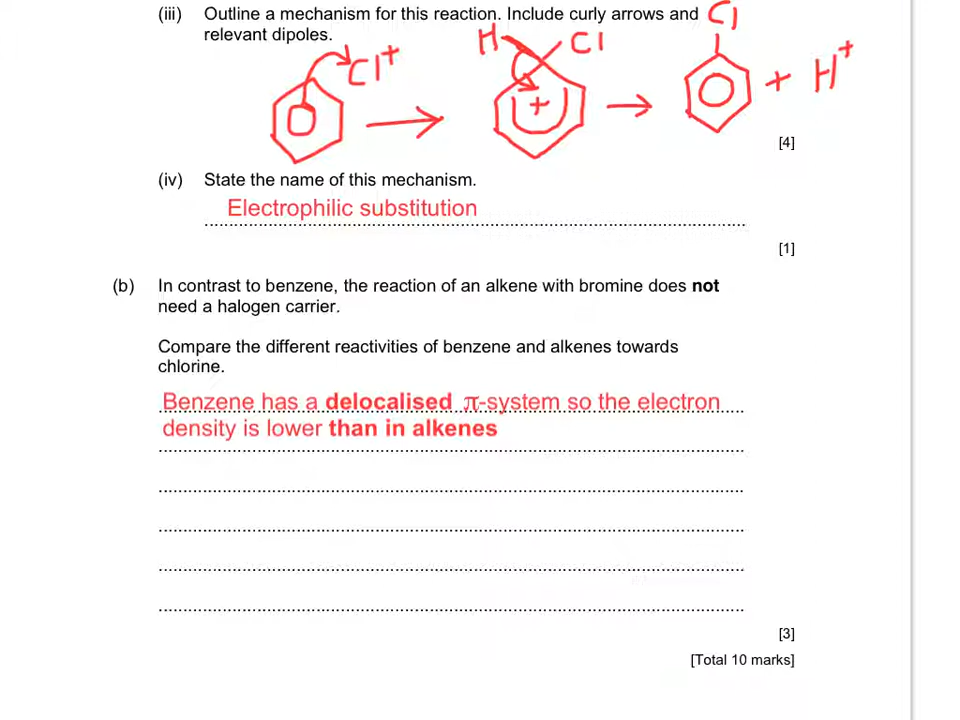 (iii) Outline a mechanism for this reaction. Include curly arrows and
relevant dipoles.
Cl
H Cl
Cl+
+
+ H+
[4]
(iv) State the name of this mechanism.
Electrophilic substitution
[1]
(b) In contrast to benzene, the reaction of an alkene with bromine does not
need a halogen carrier.
Compare the different reactivities of benzene and alkenes towards
chlorine.
Benzene has a delocalised π-system so the electron
density is lower than in alkenes
[3]
[Total 10 marks]